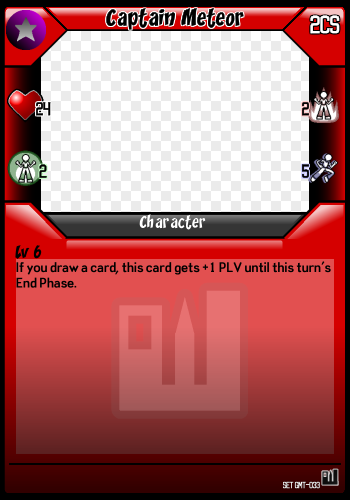 Captain Meteor
2CS
24
2
2
5
Character
Lv 6
If you draw a card, this card gets +1 PLV until this turn's
End Phase.
SET GMT-033